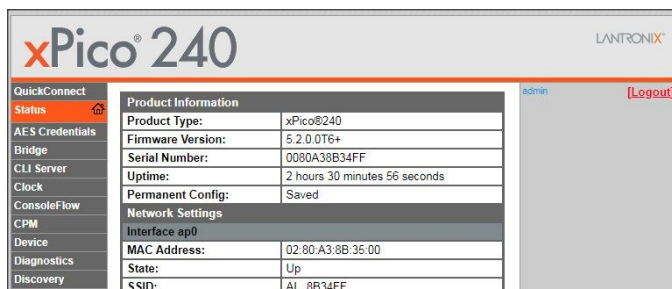 xPico® 240
LANTRONIX®
QuickConnect
Status
AES Credentials
Bridge
CLI Server
Clock
ConsoleFlow
CPM
Device
Diagnostics
Discovery
Product Information
Product Type: xPico®240
Firmware Version: 5.2.0.0T6+
Serial Number: 0080A38B34FF
Uptime: 2 hours 30 minutes 56 seconds
Permanent Config: Saved
Network Settings
Interface ap0
MAC Address: 02:80:A3:8B:35:00
State: Up
SSID: AL_8B34FF
admin
[Logout]